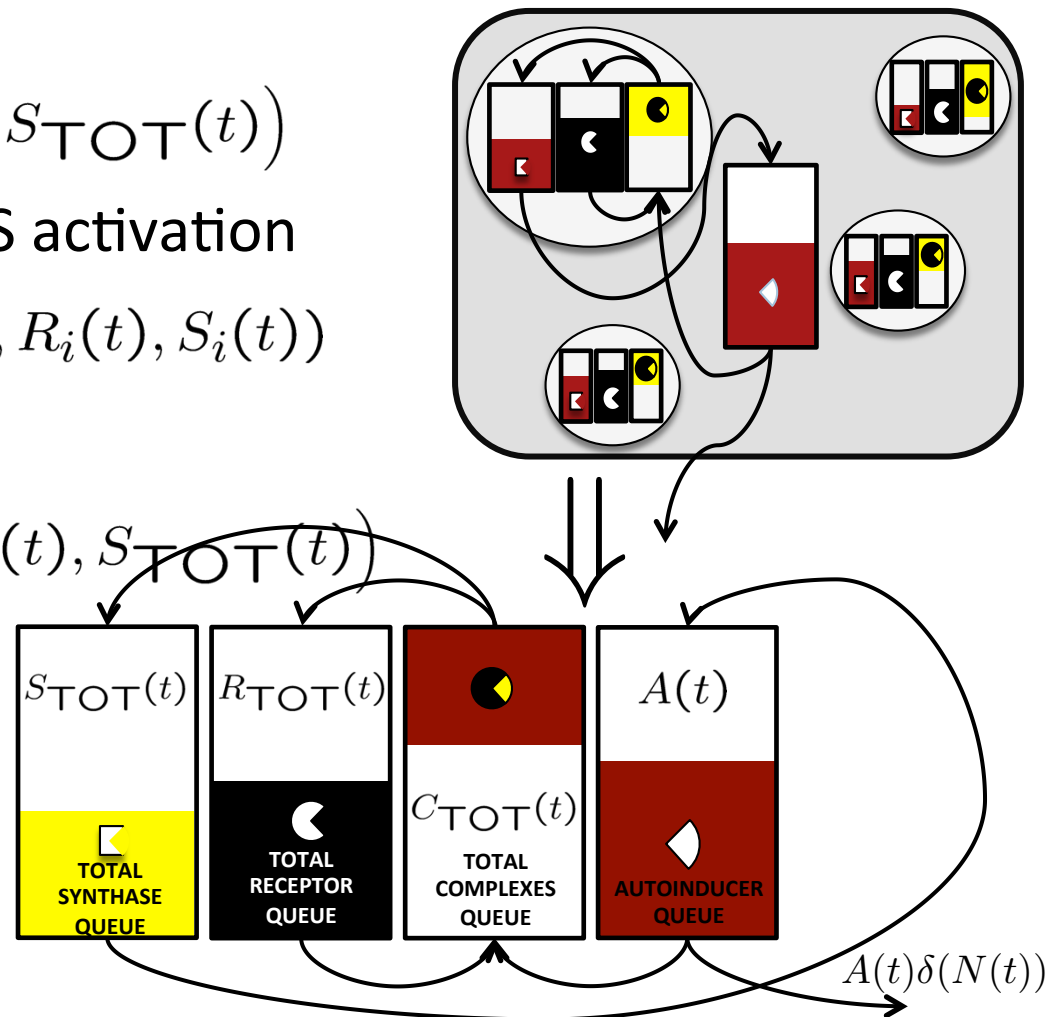 S_TOT(t))
S activation
, R_i(t), S_i(t))
(t), S_TOT(t))
S_TOT(t)
TOTAL
SYNTHASE
QUEUE
R_TOT(t)
TOTAL
RECEPTOR
QUEUE
C_TOT(t)
TOTAL
COMPLEXES
QUEUE
A(t)
AUTOINDUCER
QUEUE
A(t)δ(N(t))